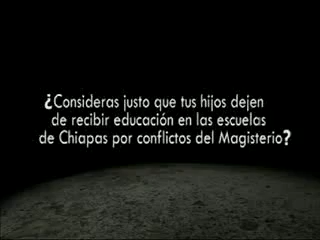 ¿Consideras justo que tus hijos dejen
de recibir educación en las escuelas
de Chiapas por conflictos del Magisterio?